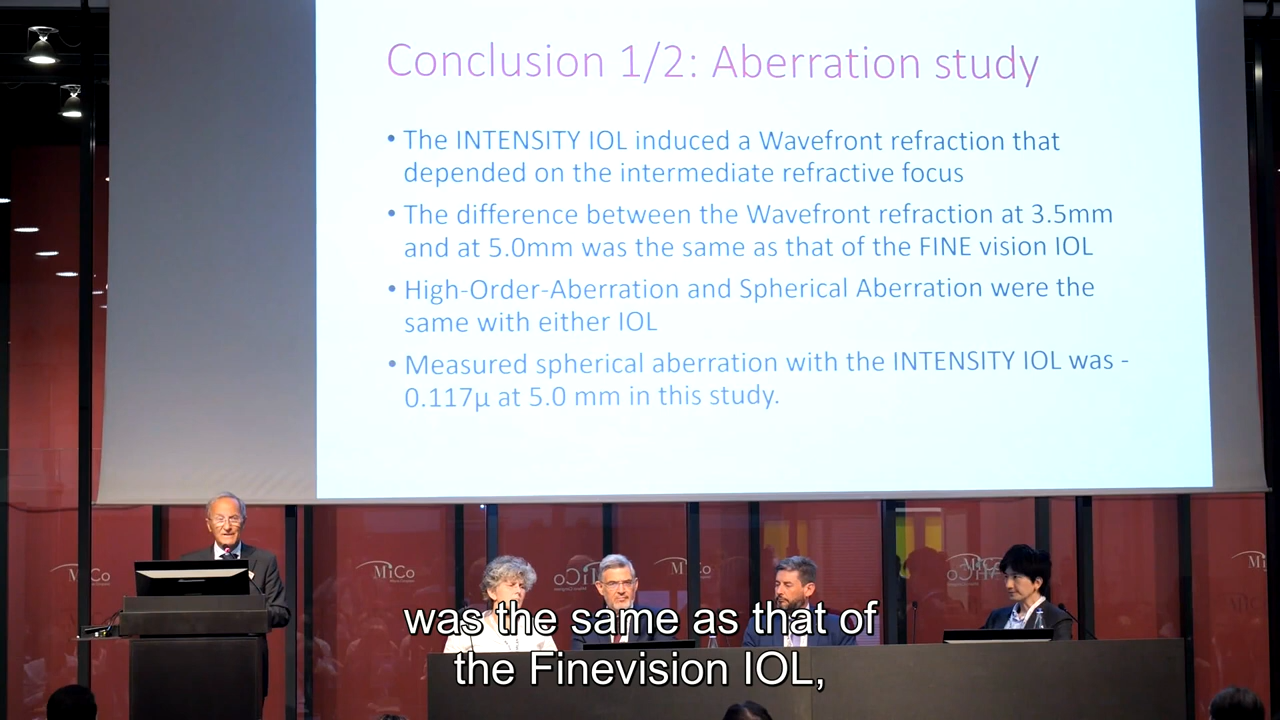 Conclusion 1/2: Aberration study
• The INTENSITY IOL induced a Wavefront refraction that
depended on the intermediate refractive focus
• The difference between the Wavefront refraction at 3.5mm
and at 5.0mm was the same as that of the FINE vision IOL
• High-Order-Aberration and Spherical Aberration were the
same with either IOL
• Measured spherical aberration with the INTENSITY IOL was -
0.117µ at 5.0 mm in this study.
MiCo
MiCo
MiCo
was the same as that of
the Finevision IOL,